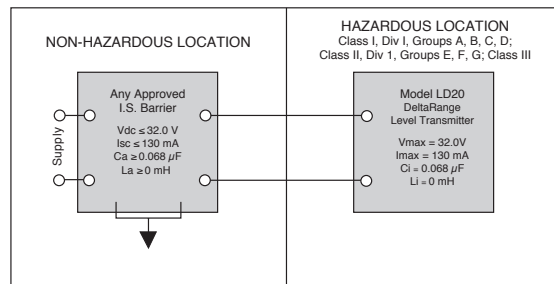 NON-HAZARDOUS LOCATION
Supply
Any Approved
I.S. Barrier
Vdc ≤ 32.0 V
Isc ≤ 130 mA
Ca ≥ 0.068 µF
La ≥ 0 mH
HAZARDOUS LOCATION
Class I, Div I, Groups A, B, C, D;
Class II, Div 1, Groups E, F, G; Class III
Model LD20
DeltaRange
Level Transmitter
Vmax = 32.0V
Imax = 130 mA
Ci = 0.068 µF
Li = 0 mH